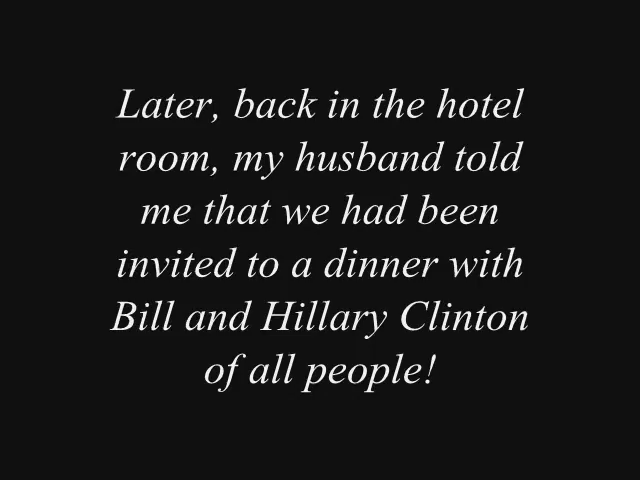 Later, back in the hotel
room, my husband told
me that we had been
invited to a dinner with
Bill and Hillary Clinton
of all people!